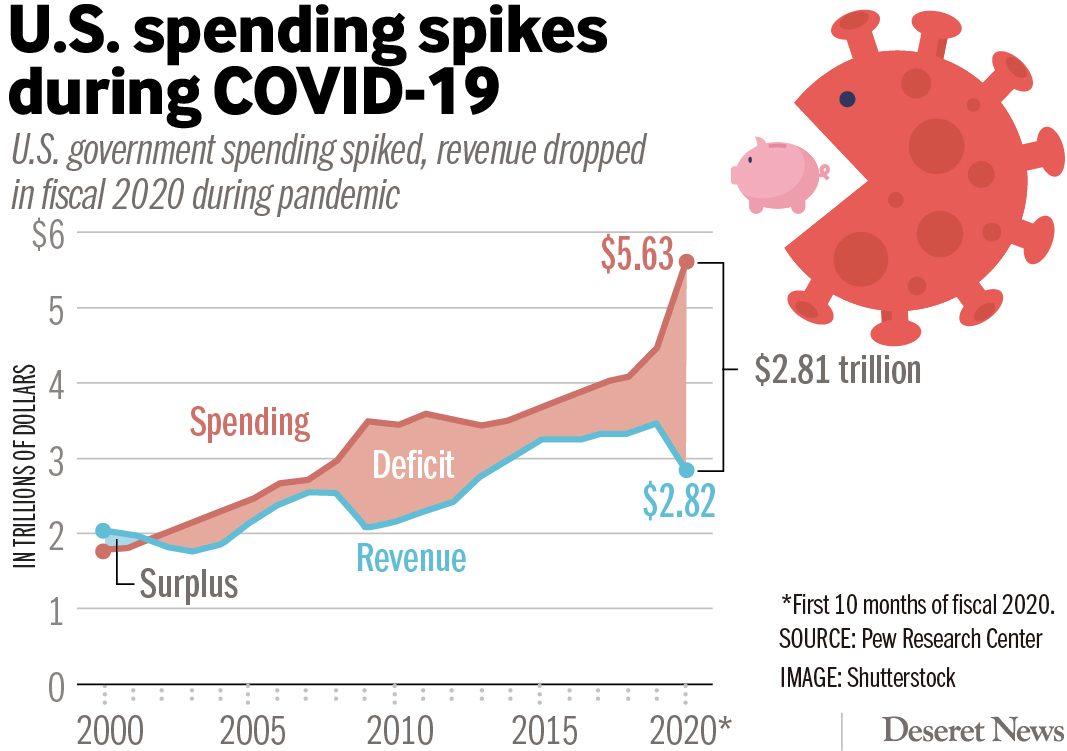 U.S. spending spikes
during COVID-19
U.S. government spending spiked, revenue dropped
in fiscal 2020 during pandemic
$6
5
4
3
2
1
0
IN TRILLIONS OF DOLLARS
$5.63
$2.81 trillion
Spending
Deficit
$2.82
Revenue
Surplus
2000 2005 2010 2015 2020*
*First 10 months of fiscal 2020.
SOURCE: Pew Research Center
IMAGE: Shutterstock
Deseret News